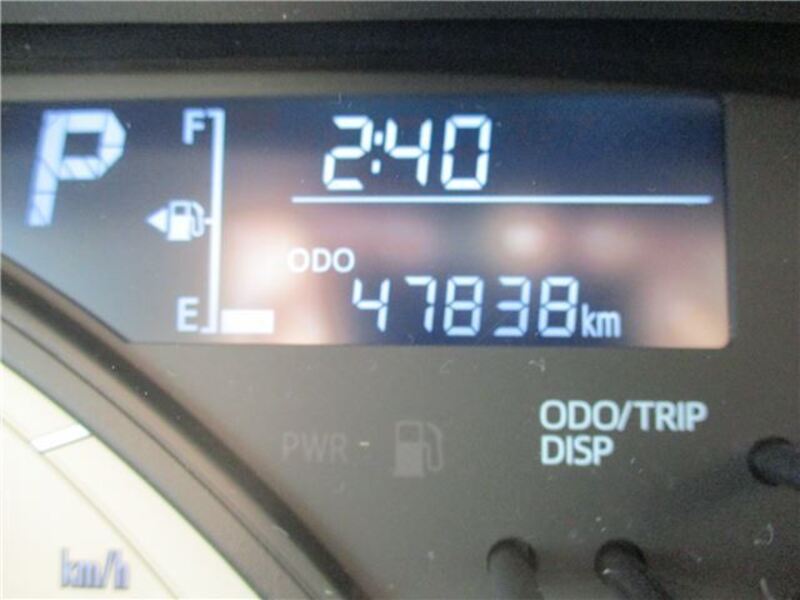 P
F
2:40
ODO
E
47838km
ODO/TRIP
DISP
PWR
km/h